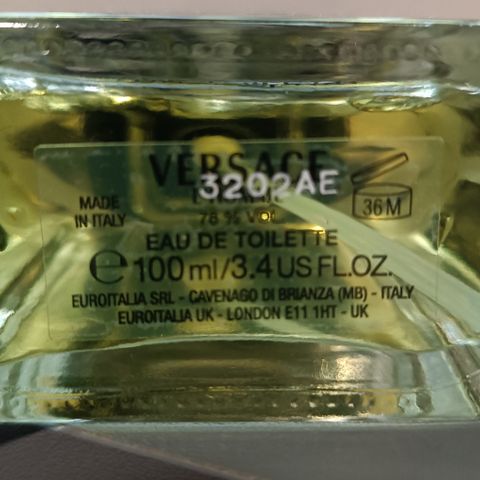 VERSACE
3202AE
MADE
IN ITALY
78 % VOL
36M
EAU DE TOILETTE
e 100 ml/3.4 US FL.OZ.
EUROITALIA SRL - CAVENAGO DI BRIANZA (MB) - ITALY
EUROITALIA UK - LONDON E11 1HT - UK